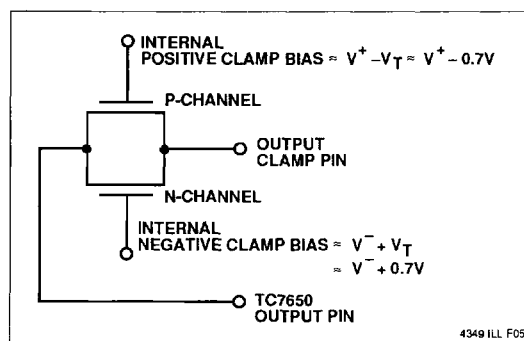 INTERNAL
POSITIVE CLAMP BIAS ≈ V⁺ –V_T ≈ V⁺ – 0.7V
P-CHANNEL
OUTPUT
CLAMP PIN
N-CHANNEL
INTERNAL
NEGATIVE CLAMP BIAS ≈ V⁻ + V_T
≈ V⁻ + 0.7V
TC7650
OUTPUT PIN
4349 ILL F05